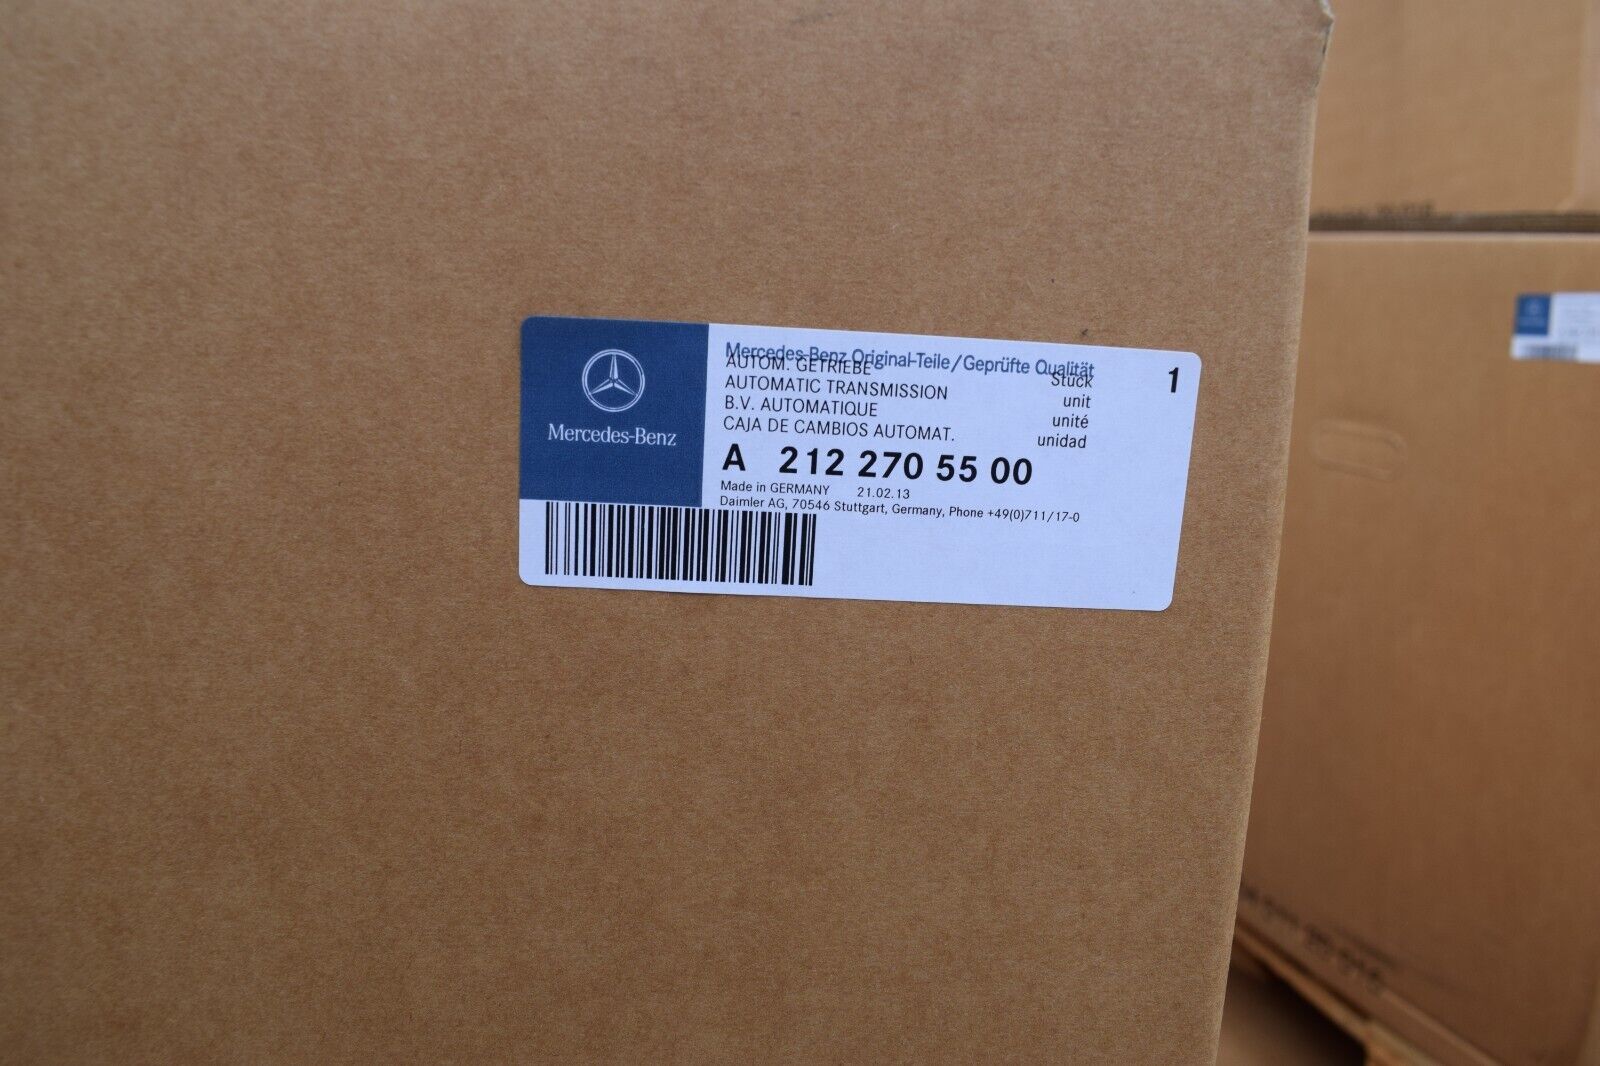 Mercedes-Benz
Mercedes-Benz Original-Teile/Geprüfte Qualität
AUTOM. GETRIEBE Stück 1
AUTOMATIC TRANSMISSION unit
B.V. AUTOMATIQUE unité
CAJA DE CAMBIOS AUTOMAT. unidad
A 212 270 55 00
Made in GERMANY 21.02.13
Daimler AG, 70546 Stuttgart, Germany, Phone +49(0)711/17-0